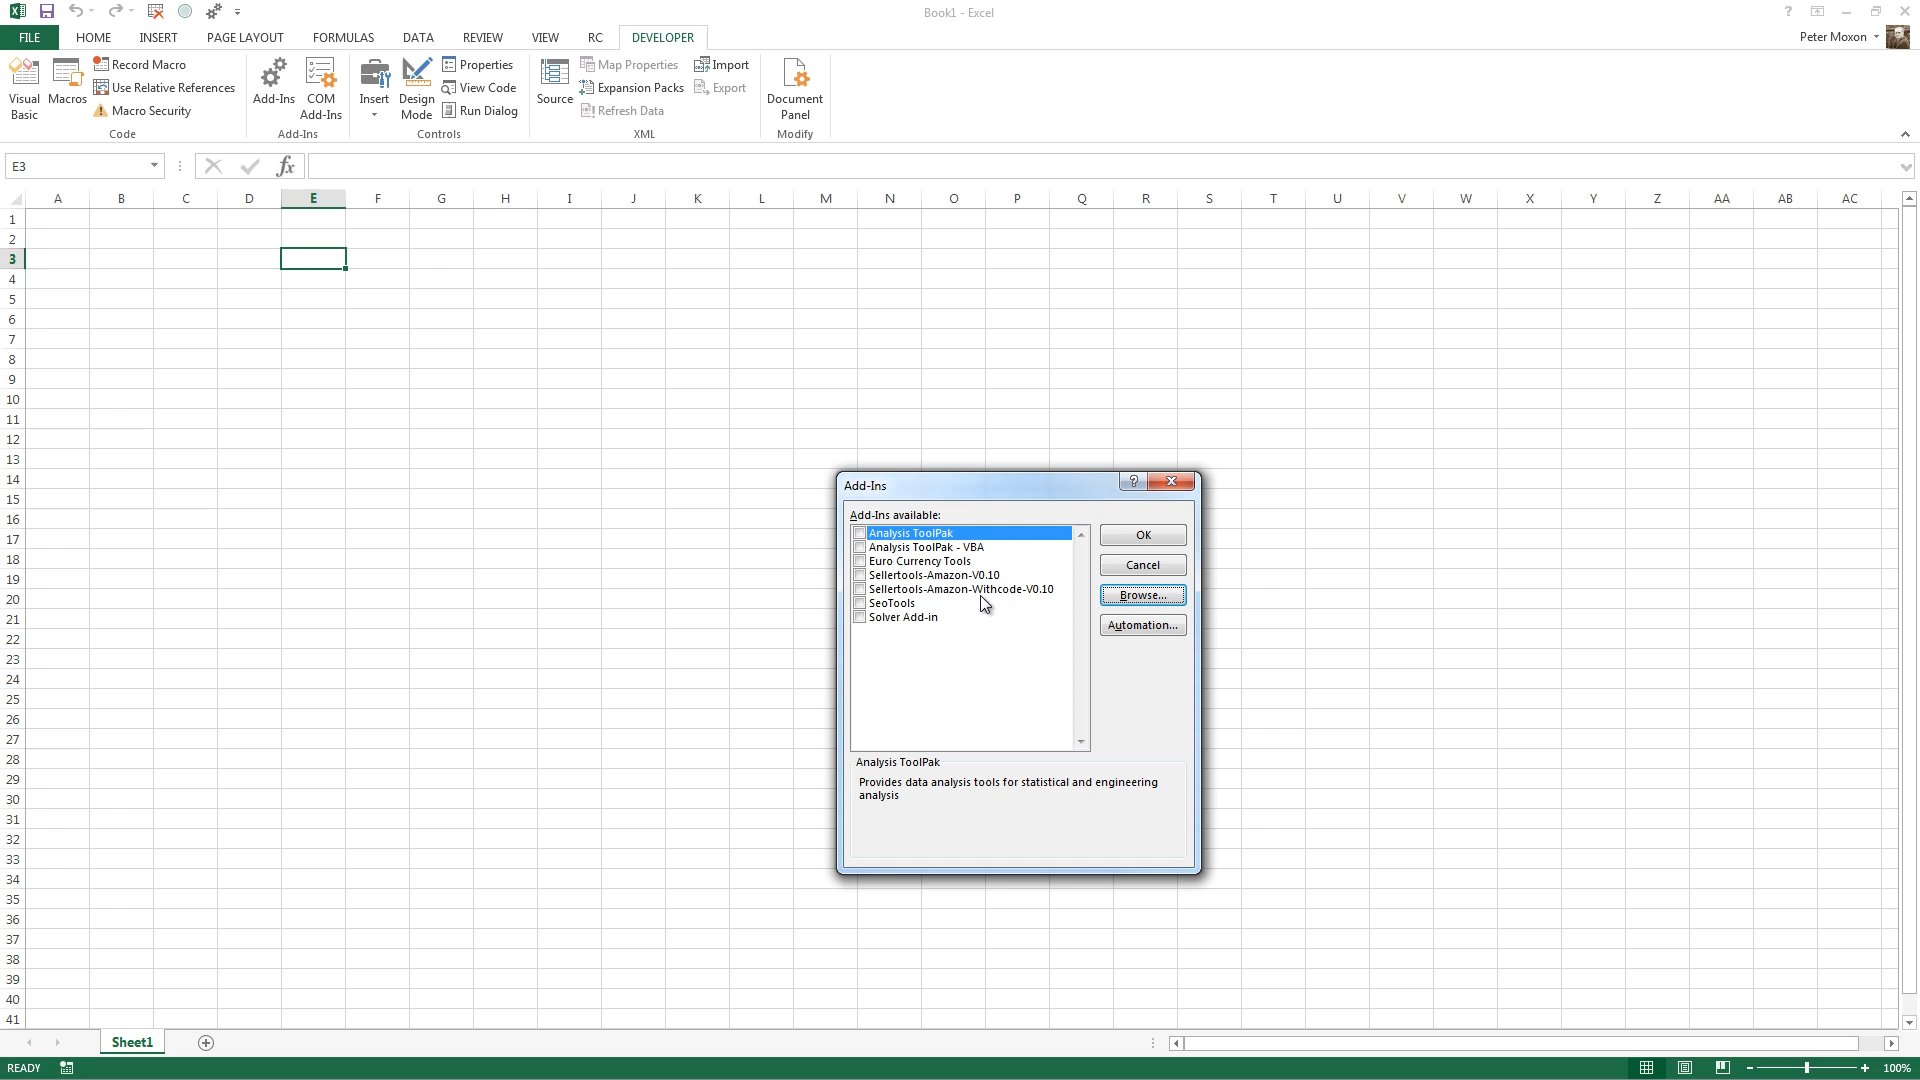 Book1 - Excel
?
FILE HOME INSERT PAGE LAYOUT FORMULAS DATA REVIEW VIEW RC DEVELOPER
Peter Moxon
Visual Basic
Macros
Record Macro
Use Relative References
Macro Security
Code
Add-Ins
COM Add-Ins
Add-Ins
Insert
Design Mode
Properties
View Code
Run Dialog
Controls
Source
Map Properties
Expansion Packs
Refresh Data
Import
Export
XML
Document Panel
Modify
E3
fx
A B C D E F G H I J K L M N O P Q R S T U V W X Y Z AA AB AC
1
2
3
4
5
6
7
8
9
10
11
12
13
14
15
16
17
18
19
20
21
22
23
24
25
26
27
28
29
30
31
32
33
34
35
36
37
38
39
40
41
Add-Ins
?
Add-Ins available:
Analysis ToolPak
Analysis ToolPak - VBA
Euro Currency Tools
Sellertools-Amazon-V0.10
Sellertools-Amazon-Withcode-V0.10
SeoTools
Solver Add-in
OK
Cancel
Browse...
Automation...
Analysis ToolPak
Provides data analysis tools for statistical and engineering
analysis
Sheet1
READY
100%